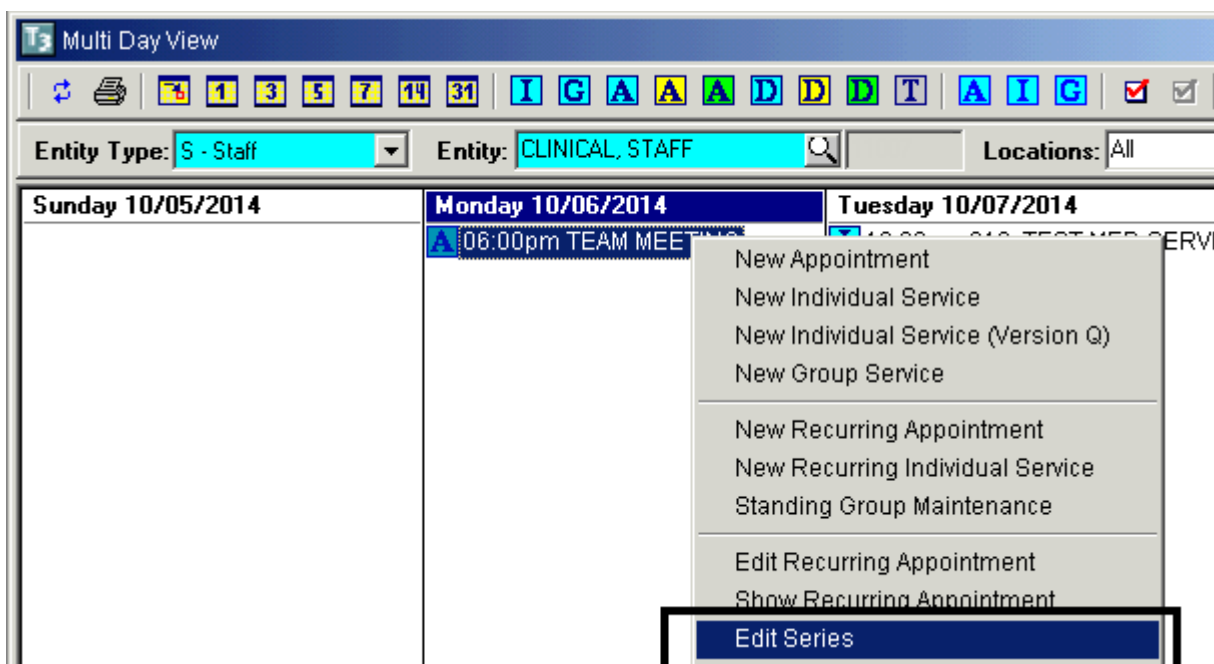 T3 Multi Day View
1 3 5 7 14 31 I G A A A D D D T A I G
Entity Type: S - Staff Entity: CLINICAL, STAFF Locations: All
Sunday 10/05/2014 Monday 10/06/2014 Tuesday 10/07/2014
A 06:00pm TEAM MEETING
New Appointment
New Individual Service
New Individual Service (Version Q)
New Group Service
New Recurring Appointment
New Recurring Individual Service
Standing Group Maintenance
Edit Recurring Appointment
Show Recurring Appointment
Edit Series